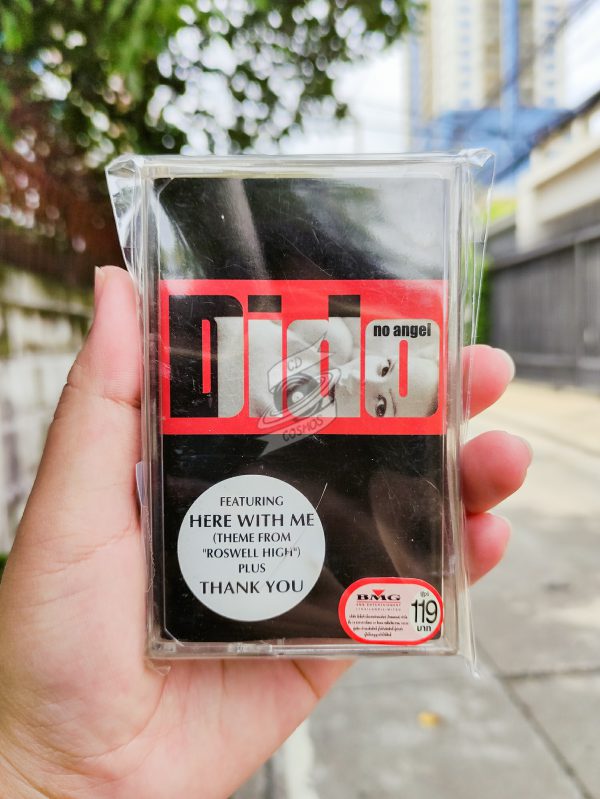 Dido
no angel
CD
COSMOS
FEATURING
HERE WITH ME
(THEME FROM
"ROSWELL HIGH")
PLUS
THANK YOU
BMG
119
บาท